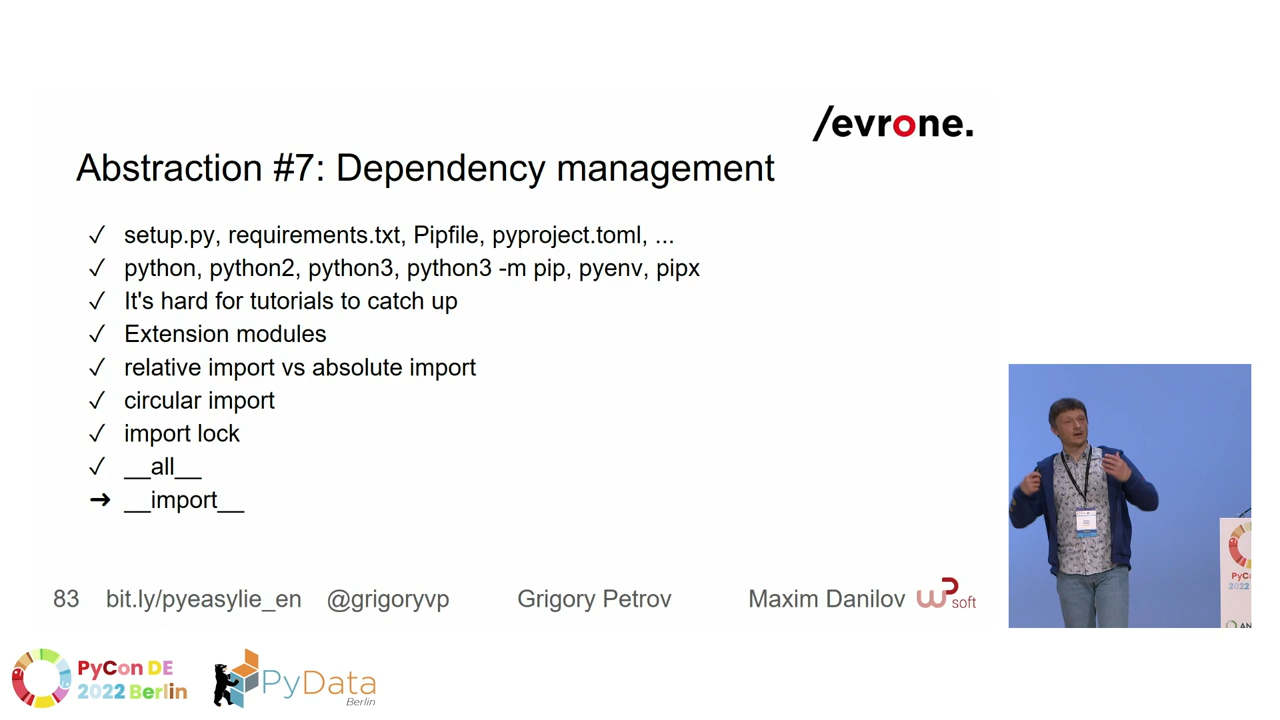 /evrone.
Abstraction #7: Dependency management
✓ setup.py, requirements.txt, Pipfile, pyproject.toml, ...
✓ python, python2, python3, python3 -m pip, pyenv, pipx
✓ It's hard for tutorials to catch up
✓ Extension modules
✓ relative import vs absolute import
✓ circular import
✓ import lock
✓ __all__
➜ __import__
83 bit.ly/pyeasylie_en @grigoryvp Grigory Petrov Maxim Danilov wPsoft
PyCon DE
2022 Berlin
PyData
Berlin